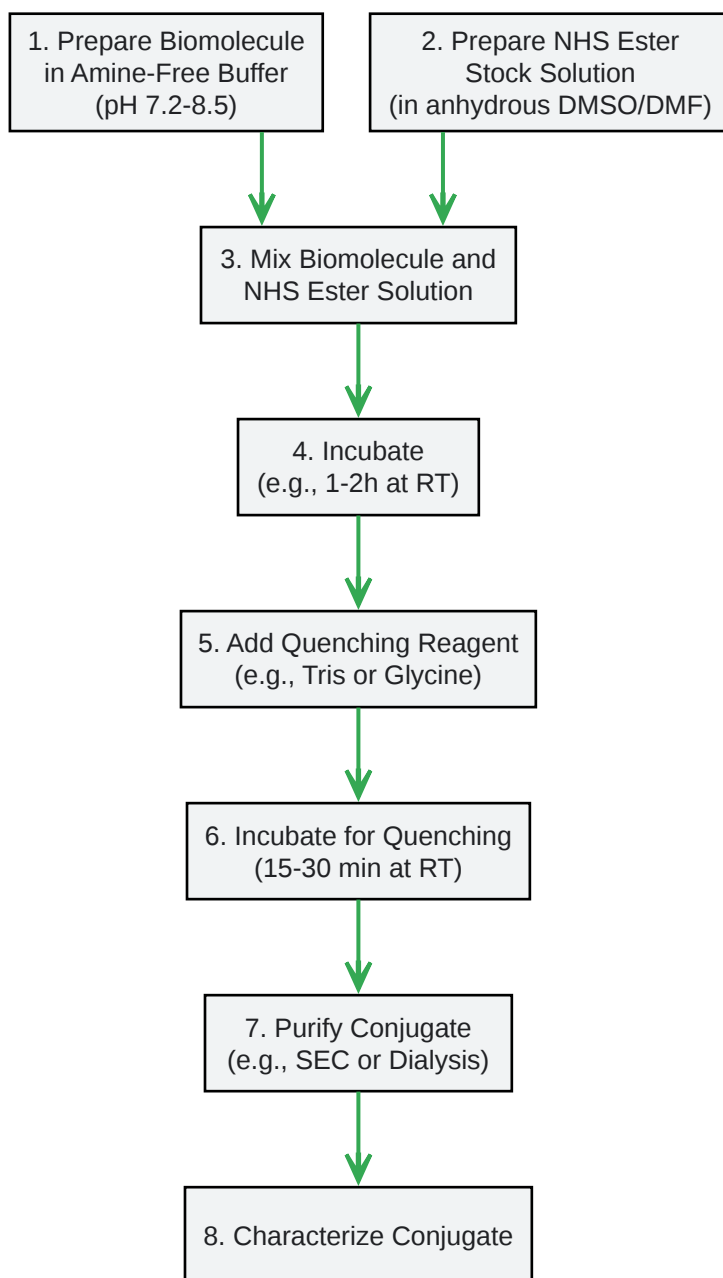 1. Prepare Biomolecule
in Amine-Free Buffer
(pH 7.2-8.5)
2. Prepare NHS Ester
Stock Solution
(in anhydrous DMSO/DMF)
3. Mix Biomolecule and
NHS Ester Solution
4. Incubate
(e.g., 1-2h at RT)
5. Add Quenching Reagent
(e.g., Tris or Glycine)
6. Incubate for Quenching
(15-30 min at RT)
7. Purify Conjugate
(e.g., SEC or Dialysis)
8. Characterize Conjugate